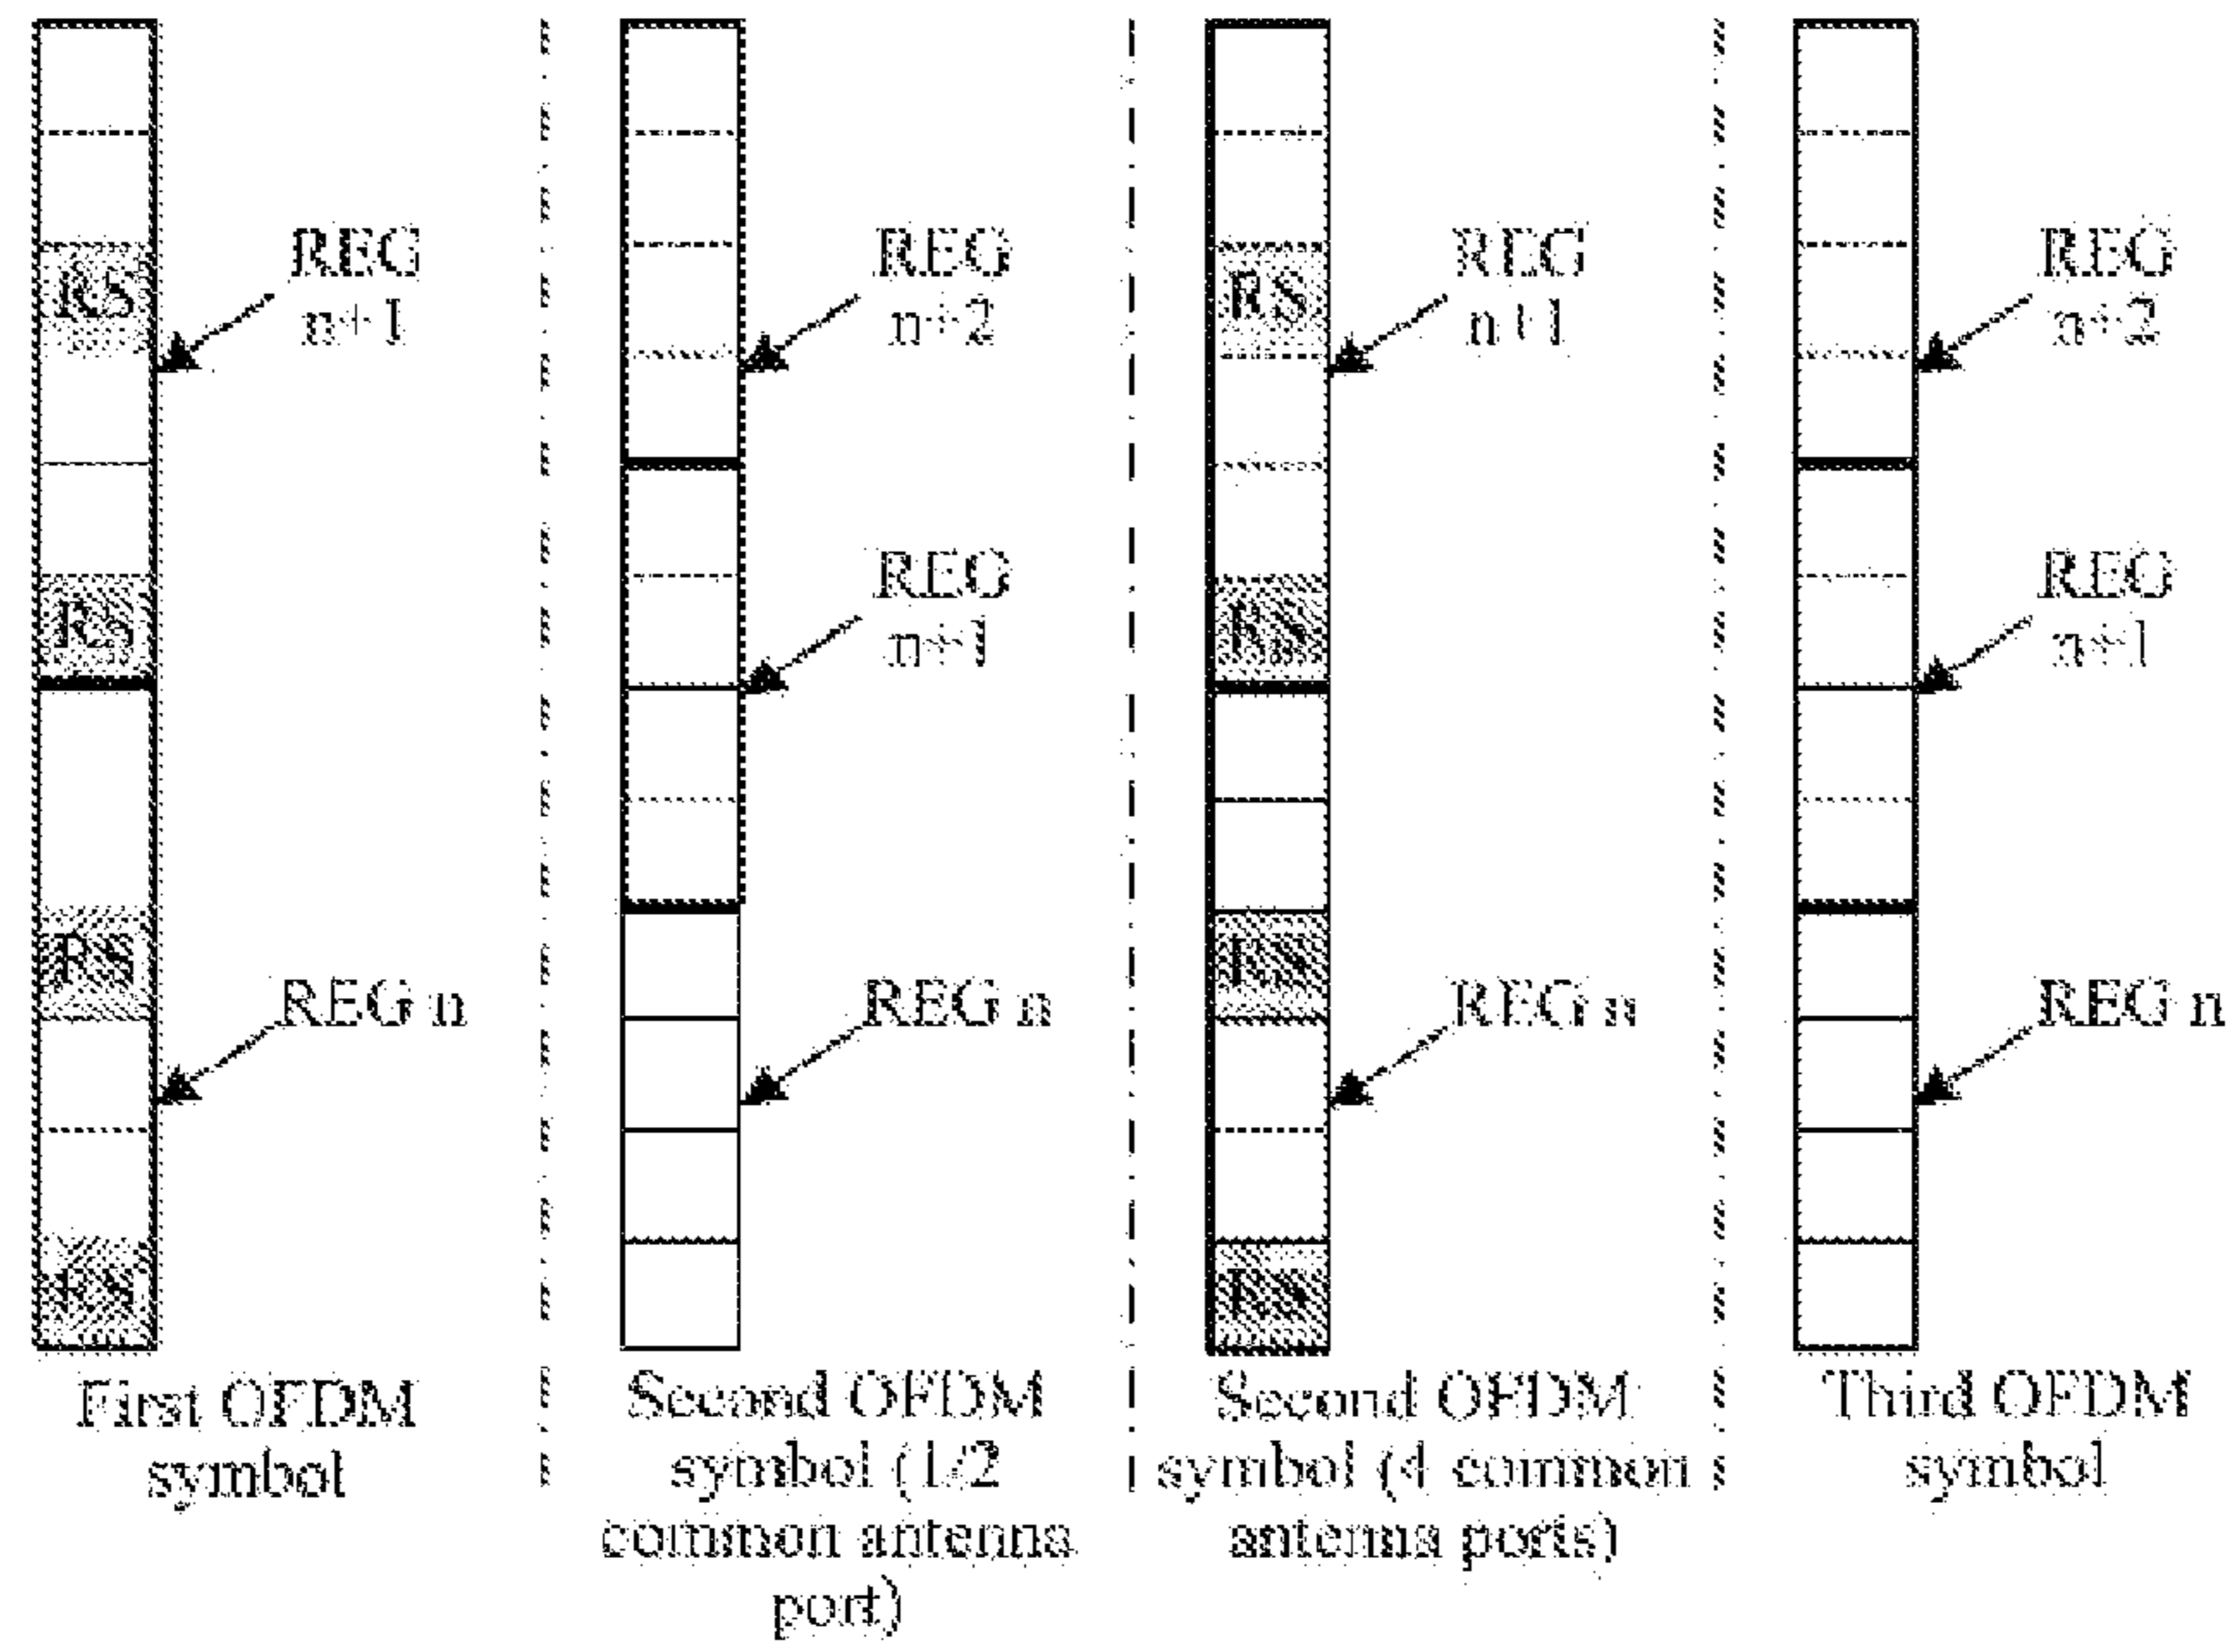 RS
REG
n+1
RS
RS
REG n
RS
First OFDM
symbol
REG
n+2
REG
n+1
REG n
Second OFDM
symbol (1/2
common antenna
port)
RS
REG
n+1
RS
RS
REG n
RS
Second OFDM
symbol (4 common
antenna ports)
REG
n+2
REG
n+1
REG n
Third OFDM
symbol